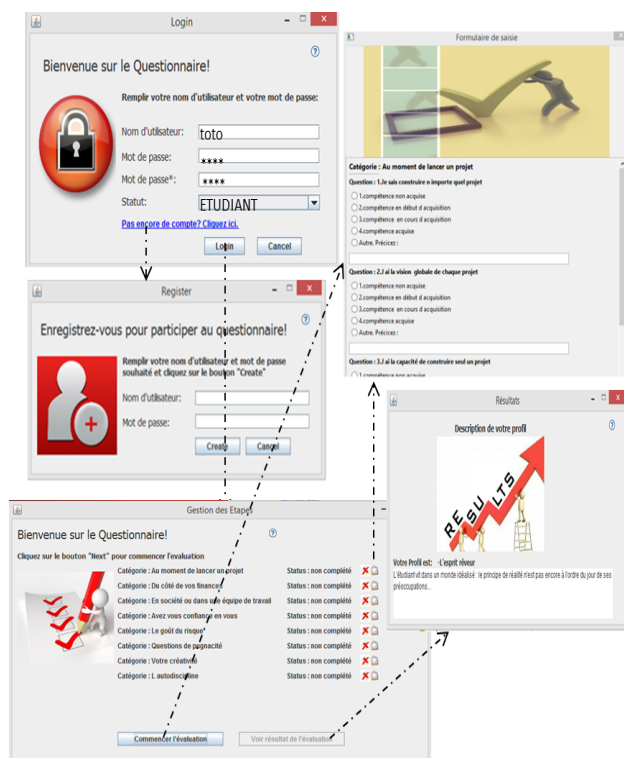 Login
Bienvenue sur le Questionnaire!
Remplir votre nom d'utilisateur et votre mot de passe:
Nom d'utilisateur: toto
Mot de passe: ****
Mot de passe*: ****
Statut: ETUDIANT
Pas encore de compte? Cliquez ici.
Login Cancel
Register
Enregistrez-vous pour participer au questionnaire!
Remplir votre nom d'utilisateur et mot de passe
souhaité et cliquez sur le bouton "Create"
Nom d'utilisateur:
Mot de passe:
Create Cancel
Formulaire de saisie
Catégorie : Au moment de lancer un projet
Question : 1.Je sais construire n importe quel projet
1.compétence non acquise
2.compétence en début d acquisition
3.compétence en cours d acquisition
4.compétence acquise
Autre. Précicez :
Question : 2.J ai la vision globale de chaque projet
1.compétence non acquise
2.compétence en début d acquisition
3.compétence en cours d acquisition
4.compétence acquise
Autre. Précicez :
Question : 3.J ai la capacité de construire seul un projet
1.compétence non acquise
Gestion des Etapes
Bienvenue sur le Questionnaire!
Cliquez sur le bouton "Next" pour commencer l'evaluation
Catégorie : Au moment de lancer un projet Status : non complété
Catégorie : Du côté de vos finances Status : non complété
Catégorie : En société ou dans une équipe de travail Status : non complété
Catégorie : Avez vous confiance en vous Status : non complété
Catégorie : Le goût du risque* Status : non complété
Catégorie : Questions de pugnacité Status : non complété
Catégorie : Votre créativité Status : non complété
Catégorie : L autodiscipline Status : non complété
Commencer l'évaluation Voir résultat de l'évaluation
Résultats
Description de votre profil
RESULTS
Votre Profil est: -L'esprit rêveur
L'étudiant vit dans un monde idéalisé : le principe de réalité n'est pas encore à l'ordre du jour de ses
préoccupations...